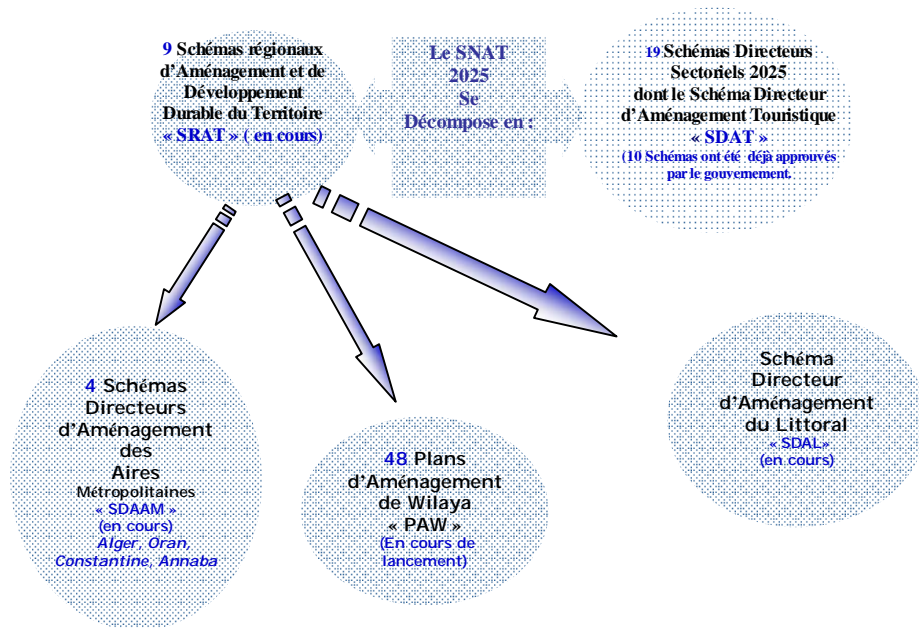 9 Schémas régionaux
d'Aménagement et de
Développement
Durable du Territoire
« SRAT » ( en cours)
Le SNAT
2025
Se
Décompose en :
19 Schémas Directeurs
Sectoriels 2025
dont le Schéma Directeur
d'Aménagement Touristique
« SDAT »
(10 Schémas ont été déjà approuvés
par le gouvernement.
4 Schémas
Directeurs
d'Aménagement
des
Aires
Métropolitaines
« SDAAM »
(en cours)
Alger, Oran,
Constantine, Annaba
48 Plans
d'Aménagement
de Wilaya
« PAW »
(En cours de
lancement)
Schéma
Directeur
d'Aménagement
du Littoral
« SDAL»
(en cours)